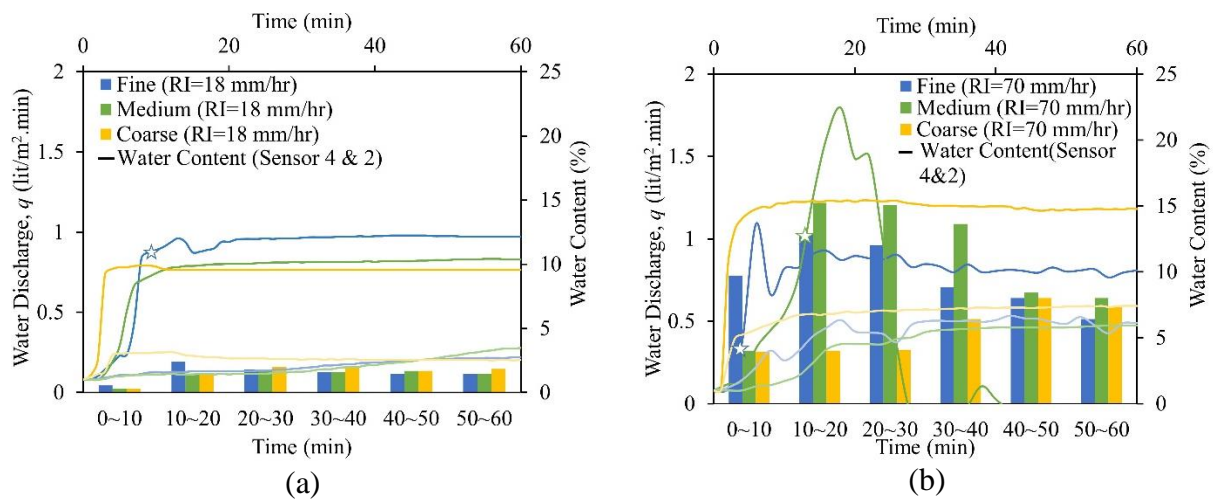 Time (min)
0 20 40 60
2
1.5
1
0.5
0
Water Discharge, q (lit/m².min)
25
20
15
10
5
0
Water Content (%)
Fine (RI=18 mm/hr)
Medium (RI=18 mm/hr)
Coarse (RI=18 mm/hr)
Water Content (Sensor 4 & 2)
0~10 10~20 20~30 30~40 40~50 50~60
Time (min)
(a)
Time (min)
0 20 40 60
2
1.5
1
0.5
0
Water Discharge, q (lit/m².min)
25
20
15
10
5
0
Water Content (%)
Fine (RI=70 mm/hr)
Medium (RI=70 mm/hr)
Coarse (RI=70 mm/hr)
Water Content(Sensor
4&2)
0~10 10~20 20~30 30~40 40~50 50~60
Time (min)
(b)